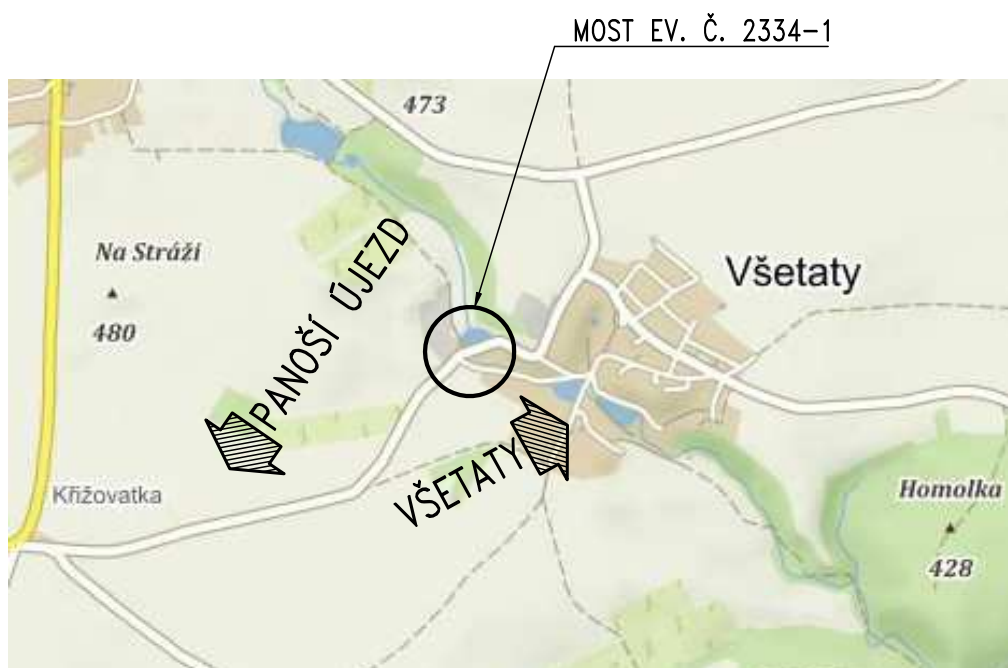 MOST EV. Č. 2334-1
473
Na Stráži
480
PANOŠÍ ÚJEZD
Všetaty
VŠETATY
Křižovatka
Homolka
428